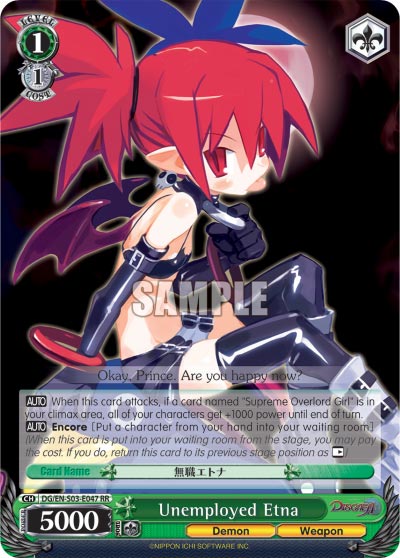 LEVEL
1
1
COST
SAMPLE
Okay, Prince. Are you happy now?
AUTO When this card attacks, if a card named "Supreme Overlord Girl" is in
your climax area, all of your characters get +1000 power until end of turn.
AUTO Encore [Put a character from your hand into your waiting room]
(When this card is put into your waiting room from the stage, you may pay
the cost. If you do, return this card to its previous stage position as
Card Name 無職エトナ
CD DG/EN-S03-E047 RR
POWER 5000 Unemployed Etna
Demon Weapon
©NIPPON ICHI SOFTWARE INC.